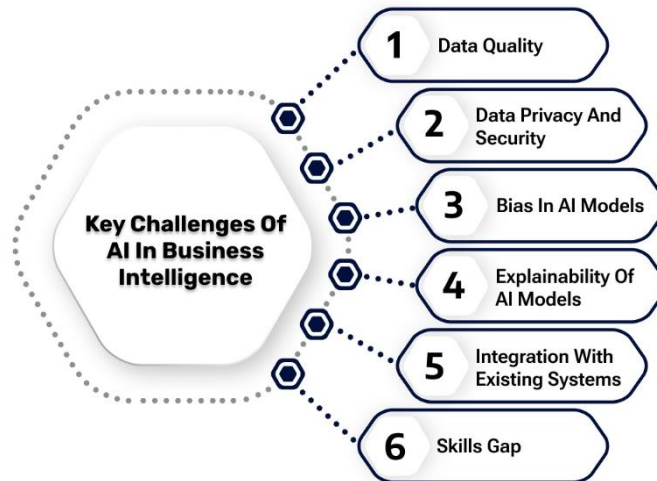 Key Challenges Of
AI In Business
Intelligence
1 Data Quality
2 Data Privacy And
Security
3 Bias In AI Models
4 Explainability Of
AI Models
5 Integration With
Existing Systems
6 Skills Gap